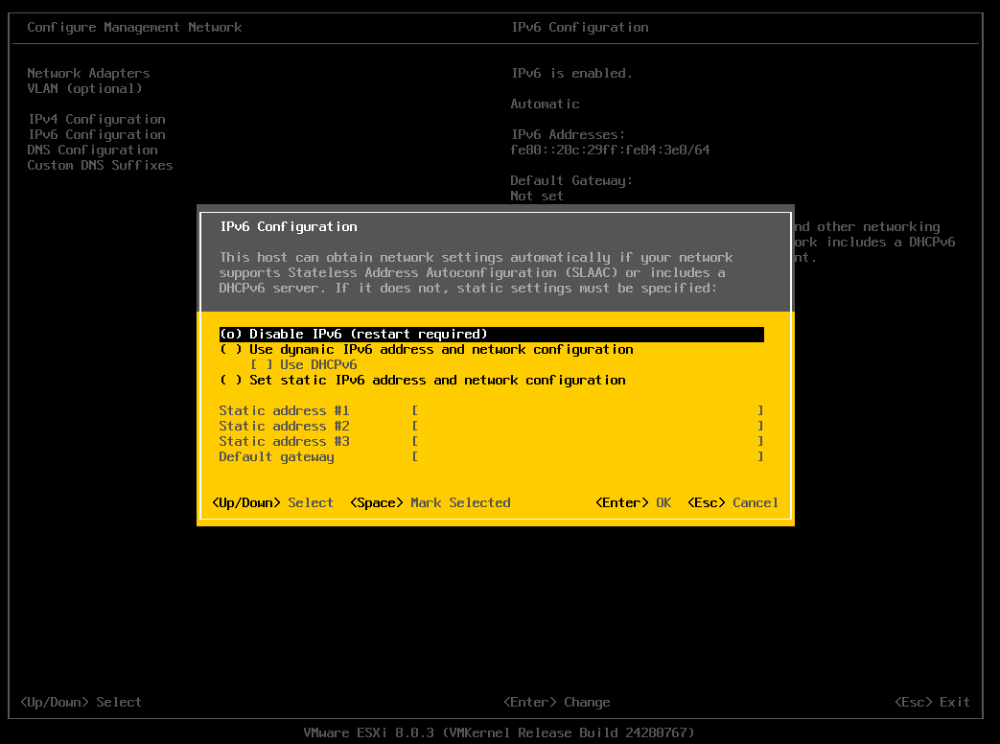 Configure Management Network
IPv6 Configuration
Network Adapters
VLAN (optional)
IPv4 Configuration
IPv6 Configuration
DNS Configuration
Custom DNS Suffixes
IPv6 is enabled.
Automatic
IPv6 Addresses:
fe80::20c:29ff:fe04:3e0/64
Default Gateway:
Not set
nd other networking
ork includes a DHCPv6
nt.
IPv6 Configuration
This host can obtain network settings automatically if your network
supports Stateless Address Autoconfiguration (SLAAC) or includes a
DHCPv6 server. If it does not, static settings must be specified:
(o) Disable IPv6 (restart required)
( ) Use dynamic IPv6 address and network configuration
[ ] Use DHCPv6
( ) Set static IPv6 address and network configuration
Static address #1 [ ]
Static address #2 [ ]
Static address #3 [ ]
Default gateway [ ]
<Up/Down> Select <Space> Mark Selected <Enter> OK <Esc> Cancel
<Up/Down> Select <Enter> Change <Esc> Exit
VMware ESXi 8.0.3 (VMKernel Release Build 24280767)